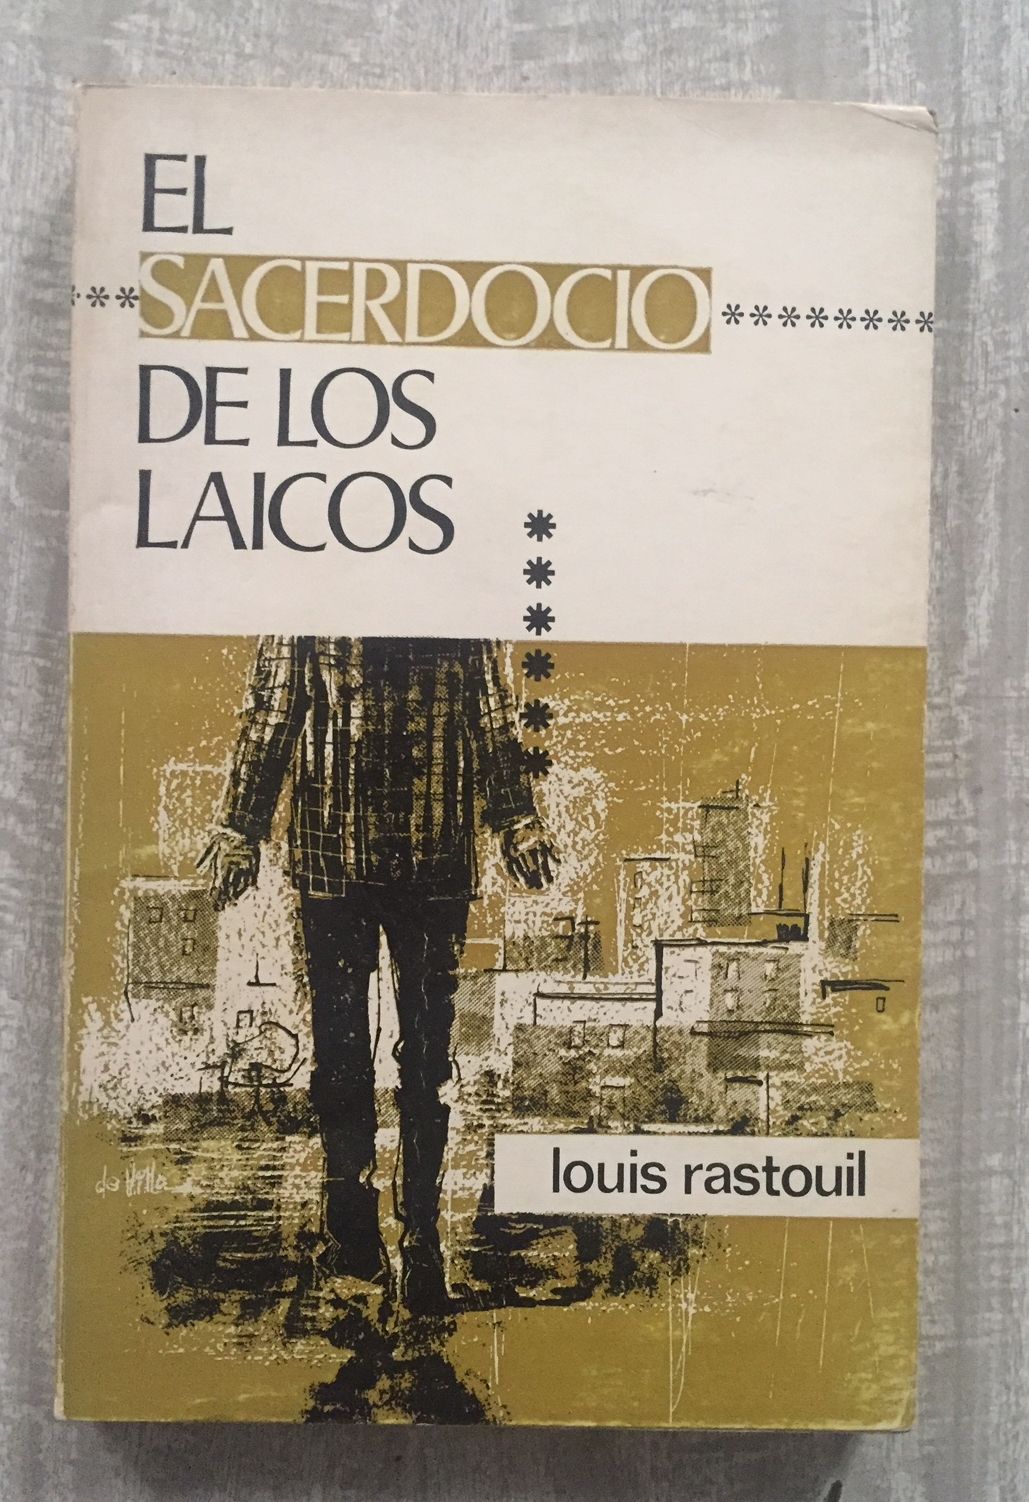 EL
***SACERDOCIO********
DE LOS
LAICOS
*
*
*
*
*
*
louis rastouil